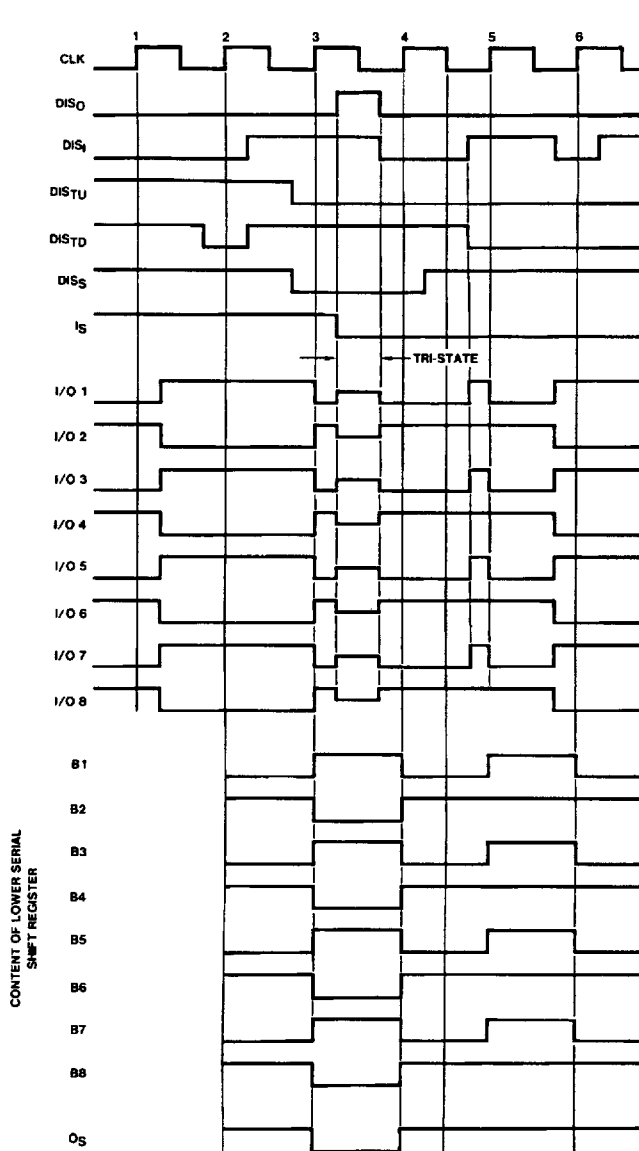 1 2 3 4 5 6
CLK
DISO
DISI
DISTU
DISTD
DISS
IS
TRI-STATE
I/O 1
I/O 2
I/O 3
I/O 4
I/O 5
I/O 6
I/O 7
I/O 8
CONTENT OF LOWER SERIAL
SHIFT REGISTER
B1
B2
B3
B4
B5
B6
B7
B8
OS